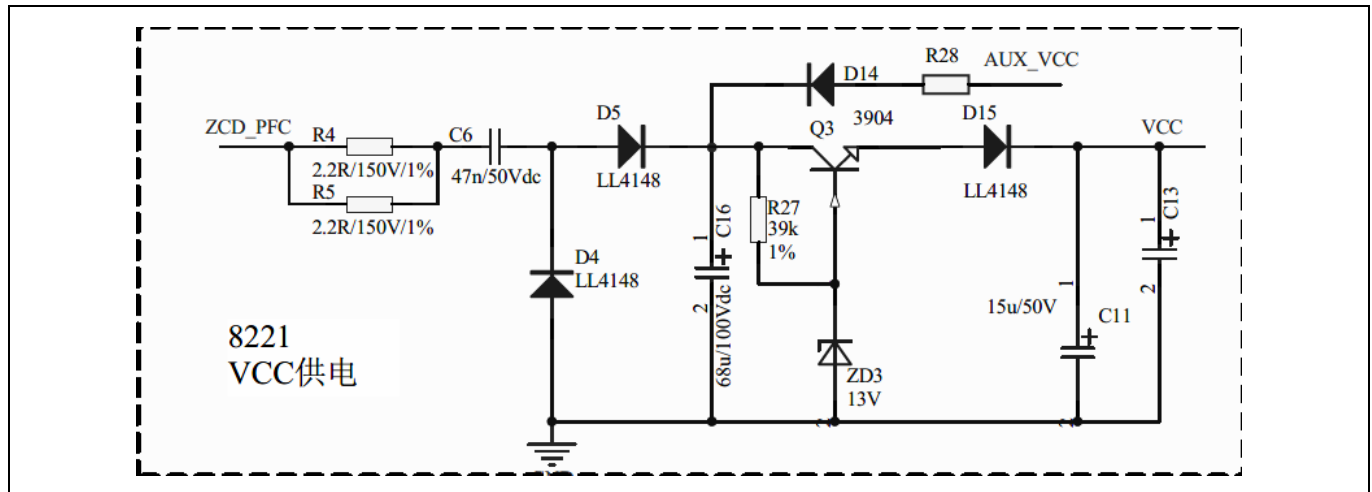 R28
AUX_VCC
D14
3904
D5
Q3
D15
ZCD_PFC
R4
C6
VCC
2.2R/150V/1%
47n/50Vdc
LL4148
LL4148
R5
2.2R/150V/1%
R27
39k
1%
1
C16
2
68u/100Vdc
D4
LL4148
1
C13
2
1
15u/50V
C11
ZD3
13V
8221
VCC供电